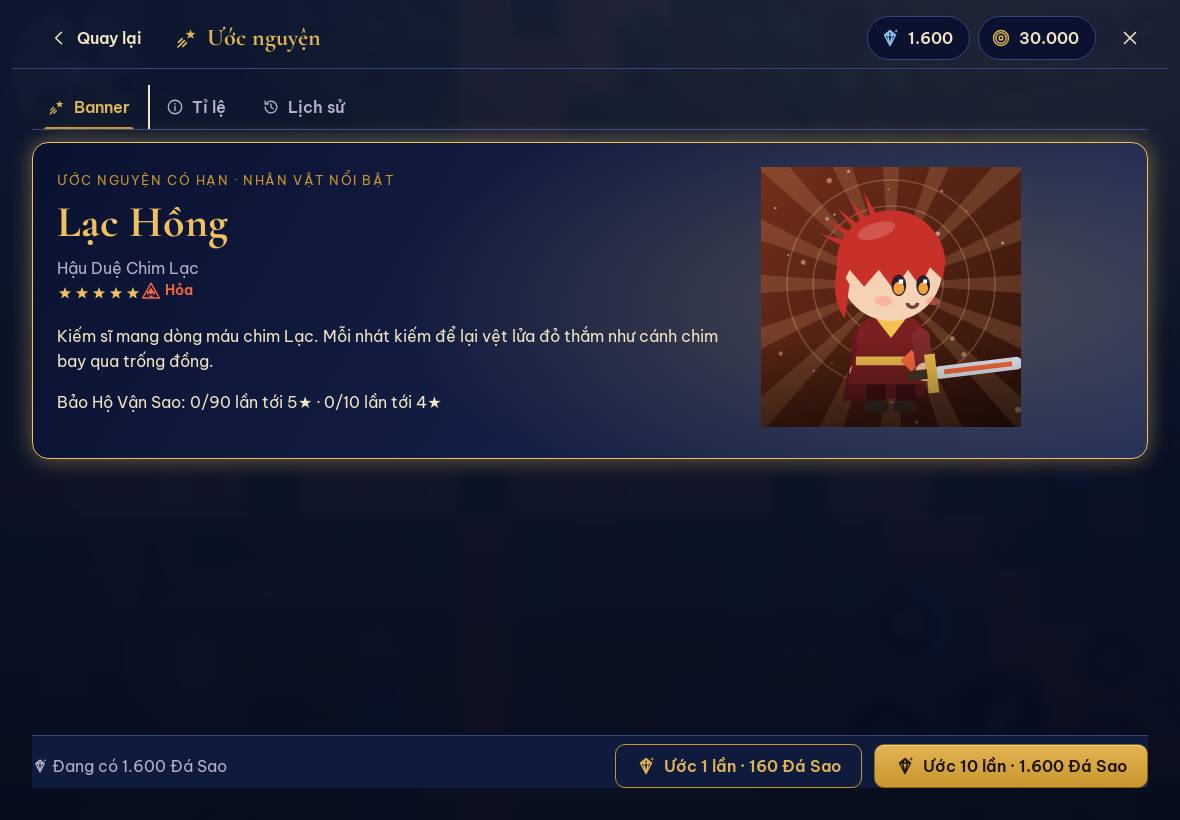 Quay lại
Ước nguyện
1.600
30.000
Banner
Tỉ lệ
Lịch sử
ƯỚC NGUYỆN CÓ HẠN · NHÂN VẬT NỔI BẬT
Lạc Hồng
Hậu Duệ Chim Lạc
★★★★★ Hỏa
Kiếm sĩ mang dòng máu chim Lạc. Mỗi nhát kiếm để lại vệt lửa đỏ thắm như cánh chim
bay qua trống đồng.
Bảo Hộ Vận Sao: 0/90 lần tới 5★ · 0/10 lần tới 4★
Đang có 1.600 Đá Sao
Ước 1 lần · 160 Đá Sao
Ước 10 lần · 1.600 Đá Sao